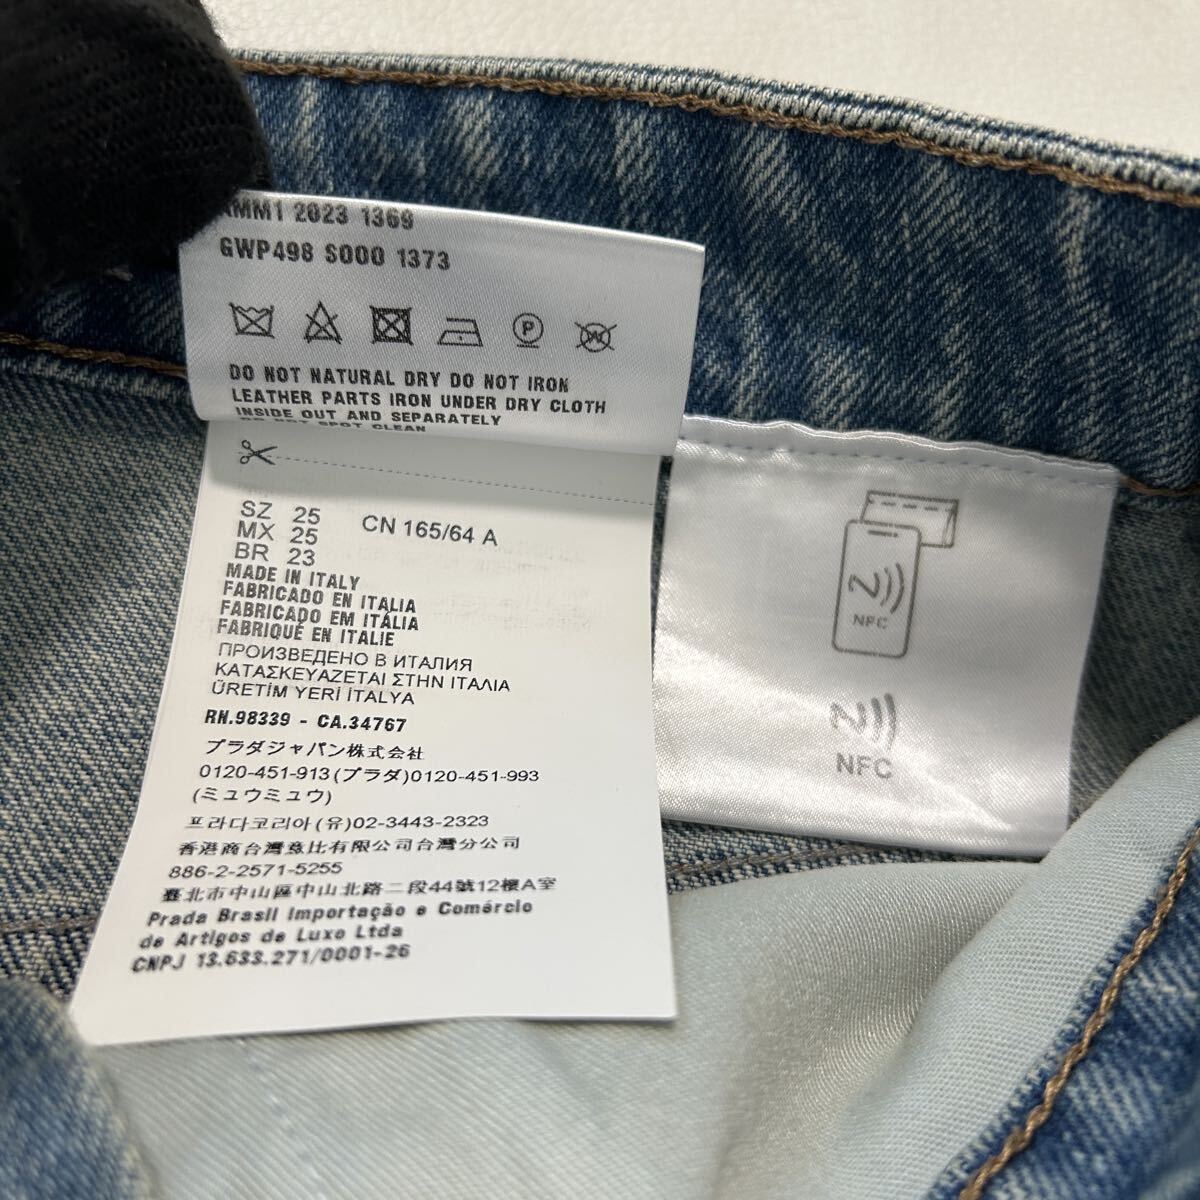 MM1 2023 1369
GWP498 S000 1373
P
W
DO NOT NATURAL DRY DO NOT IRON
LEATHER PARTS IRON UNDER DRY CLOTH
INSIDE OUT AND SEPARATELY
DO NOT SPOT CLEAN
SZ 25
MX 25
BR 23
CN 165/64 A
MADE IN ITALY
FABRICADO EN ITALIA
FABRICADO EM ITÁLIA
FABRIQUÉ EN ITALIE
ПРОИЗВЕДЕНО В ИТАЛИЯ
ΚΑΤΑΣΚΕΥΑΖΕΤΑΙ ΣΤΗΝ ΙΤΑΛΙΑ
ÜRETİM YERİ İTALYA
RN.98339 - CA.34767
プラダジャパン株式会社
0120-451-913(プラダ)0120-451-993
(ミュウミュウ)
프라다코리아(유)02-3443-2323
香港商台灣意比有限公司台灣分公司
886-2-2571-5255
臺北市中山區中山北路二段44號12樓A室
Prada Brasil Importação e Comércio
de Artigos de Luxo Ltda
CNPJ 13.633.271/0001-26
NFC
NFC